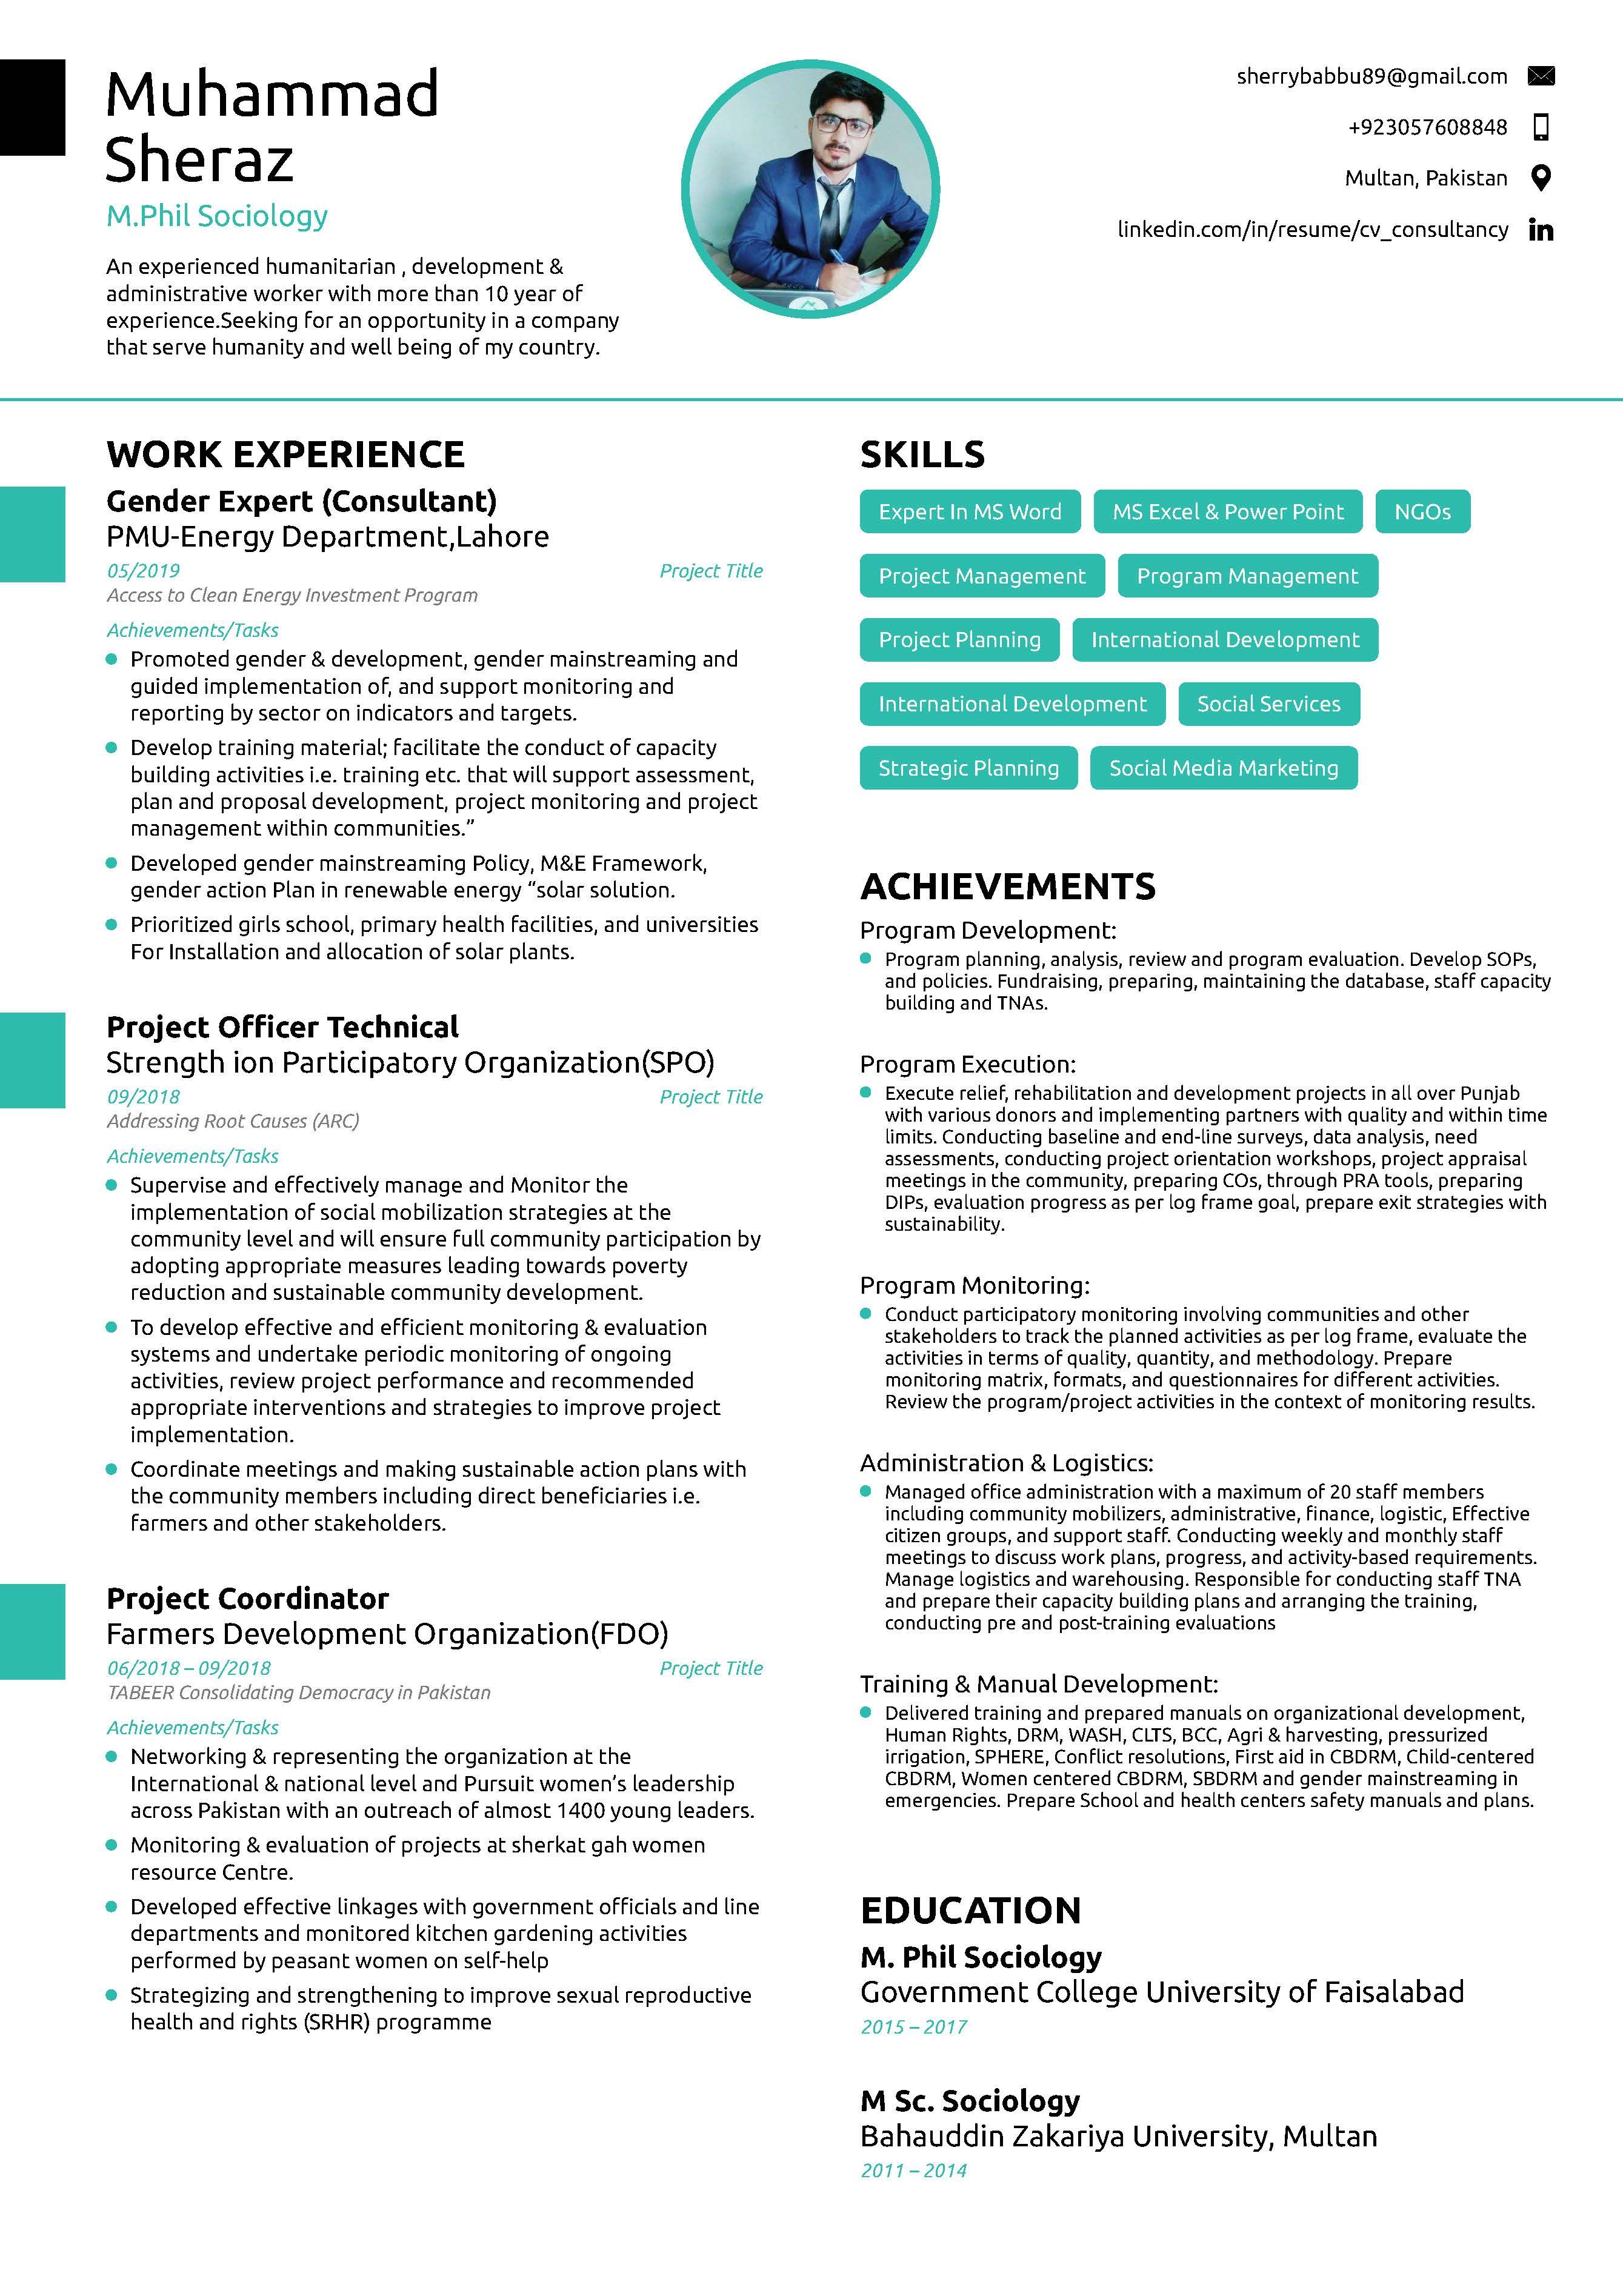 Muhammad
Sheraz
M.Phil Sociology
An experienced humanitarian , development &
administrative worker with more than 10 year of
experience.Seeking for an opportunity in a company
that serve humanity and well being of my country.
sherrybabbu89@gmail.com
+923057608848
Multan, Pakistan
linkedin.com/in/resume/cv_consultancy
in
WORK EXPERIENCE
Gender Expert (Consultant)
PMU-Energy Department,Lahore
05/2019 Project Title
Access to Clean Energy Investment Program
Achievements/Tasks
Promoted gender & development, gender mainstreaming and
guided implementation of, and support monitoring and
reporting by sector on indicators and targets.
Develop training material; facilitate the conduct of capacity
building activities i.e. training etc. that will support assessment,
plan and proposal development, project monitoring and project
management within communities.”
Developed gender mainstreaming Policy, M&E Framework,
gender action Plan in renewable energy “solar solution.
Prioritized girls school, primary health facilities, and universities
For Installation and allocation of solar plants.
Project Officer Technical
Strength ion Participatory Organization(SPO)
09/2018 Project Title
Addressing Root Causes (ARC)
Achievements/Tasks
Supervise and effectively manage and Monitor the
implementation of social mobilization strategies at the
community level and will ensure full community participation by
adopting appropriate measures leading towards poverty
reduction and sustainable community development.
To develop effective and efficient monitoring & evaluation
systems and undertake periodic monitoring of ongoing
activities, review project performance and recommended
appropriate interventions and strategies to improve project
implementation.
Coordinate meetings and making sustainable action plans with
the community members including direct beneficiaries i.e.
farmers and other stakeholders.
Project Coordinator
Farmers Development Organization(FDO)
06/2018 – 09/2018 Project Title
TABEER Consolidating Democracy in Pakistan
Achievements/Tasks
Networking & representing the organization at the
International & national level and Pursuit women’s leadership
across Pakistan with an outreach of almost 1400 young leaders.
Monitoring & evaluation of projects at sherkat gah women
resource Centre.
Developed effective linkages with government officials and line
departments and monitored kitchen gardening activities
performed by peasant women on self-help
Strategizing and strengthening to improve sexual reproductive
health and rights (SRHR) programme
SKILLS
Expert In MS Word MS Excel & Power Point NGOs
Project Management Program Management
Project Planning International Development
International Development Social Services
Strategic Planning Social Media Marketing
ACHIEVEMENTS
Program Development:
Program planning, analysis, review and program evaluation. Develop SOPs,
and policies. Fundraising, preparing, maintaining the database, staff capacity
building and TNAs.
Program Execution:
Execute relief, rehabilitation and development projects in all over Punjab
with various donors and implementing partners with quality and within time
limits. Conducting baseline and end-line surveys, data analysis, need
assessments, conducting project orientation workshops, project appraisal
meetings in the community, preparing COs, through PRA tools, preparing
DIPs, evaluation progress as per log frame goal, prepare exit strategies with
sustainability.
Program Monitoring:
Conduct participatory monitoring involving communities and other
stakeholders to track the planned activities as per log frame, evaluate the
activities in terms of quality, quantity, and methodology. Prepare
monitoring matrix, formats, and questionnaires for different activities.
Review the program/project activities in the context of monitoring results.
Administration & Logistics:
Managed office administration with a maximum of 20 staff members
including community mobilizers, administrative, finance, logistic, Effective
citizen groups, and support staff. Conducting weekly and monthly staff
meetings to discuss work plans, progress, and activity-based requirements.
Manage logistics and warehousing. Responsible for conducting staff TNA
and prepare their capacity building plans and arranging the training,
conducting pre and post-training evaluations
Training & Manual Development:
Delivered training and prepared manuals on organizational development,
Human Rights, DRM, WASH, CLTS, BCC, Agri & harvesting, pressurized
irrigation, SPHERE, Conflict resolutions, First aid in CBDRM, Child-centered
CBDRM, Women centered CBDRM, SBDRM and gender mainstreaming in
emergencies. Prepare School and health centers safety manuals and plans.
EDUCATION
M. Phil Sociology
Government College University of Faisalabad
2015 – 2017
M Sc. Sociology
Bahauddin Zakariya University, Multan
2011 – 2014